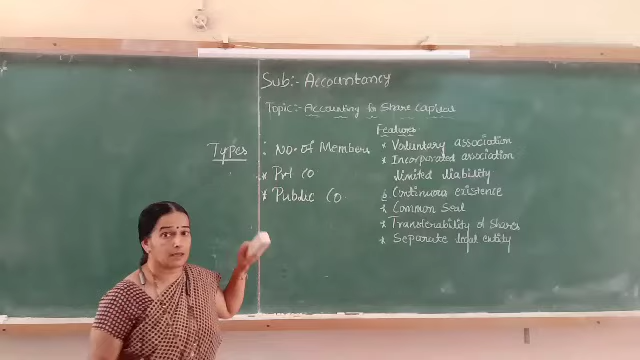 Sub:- Accountancy
Topic:- Accounting for Share Capital
Types
: No. of Members
* Pvt Co
* Public Co
Features
* Voluntary association
* Incorporated association
limited liability
* Continuous existence
* Common Seal
* Transferability of Shares
* Separate legal entity